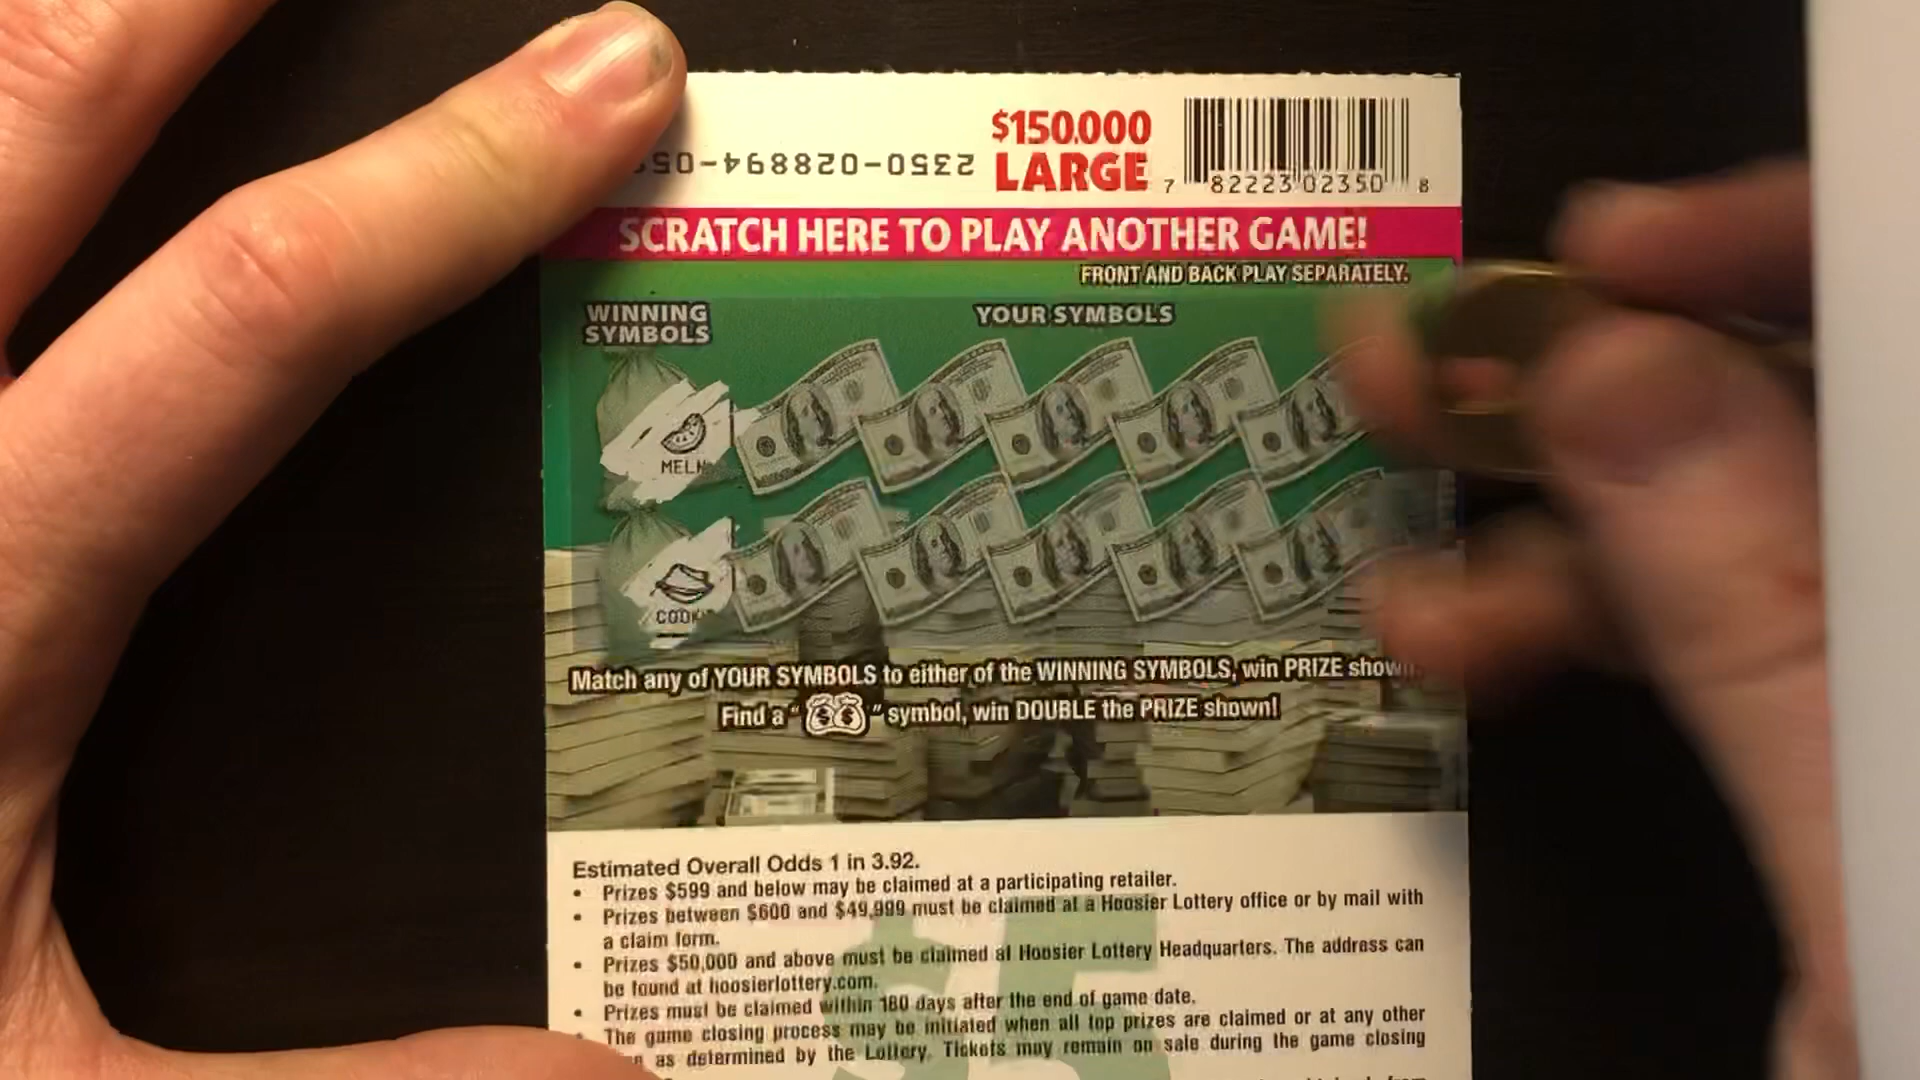 $150,000
LARGE
2350-028894-05
7 82223 02350 8
SCRATCH HERE TO PLAY ANOTHER GAME!
FRONT AND BACK PLAY SEPARATELY.
WINNING
SYMBOLS
YOUR SYMBOLS
MELN
COOK
Match any of YOUR SYMBOLS to either of the WINNING SYMBOLS, win PRIZE shown.
Find a " $ $ " symbol, win DOUBLE the PRIZE shown!
Estimated Overall Odds 1 in 3.92.
• Prizes $599 and below may be claimed at a participating retailer.
• Prizes between $600 and $49,999 must be claimed at a Hoosier Lottery office or by mail with
a claim form.
• Prizes $50,000 and above must be claimed at Hoosier Lottery Headquarters. The address can
be found at hoosierlottery.com.
• Prizes must be claimed within 180 days after the end of game date.
• The game closing process may be initiated when all top prizes are claimed or at any other
as determined by the Lottery. Tickets may remain on sale during the game closing
$5